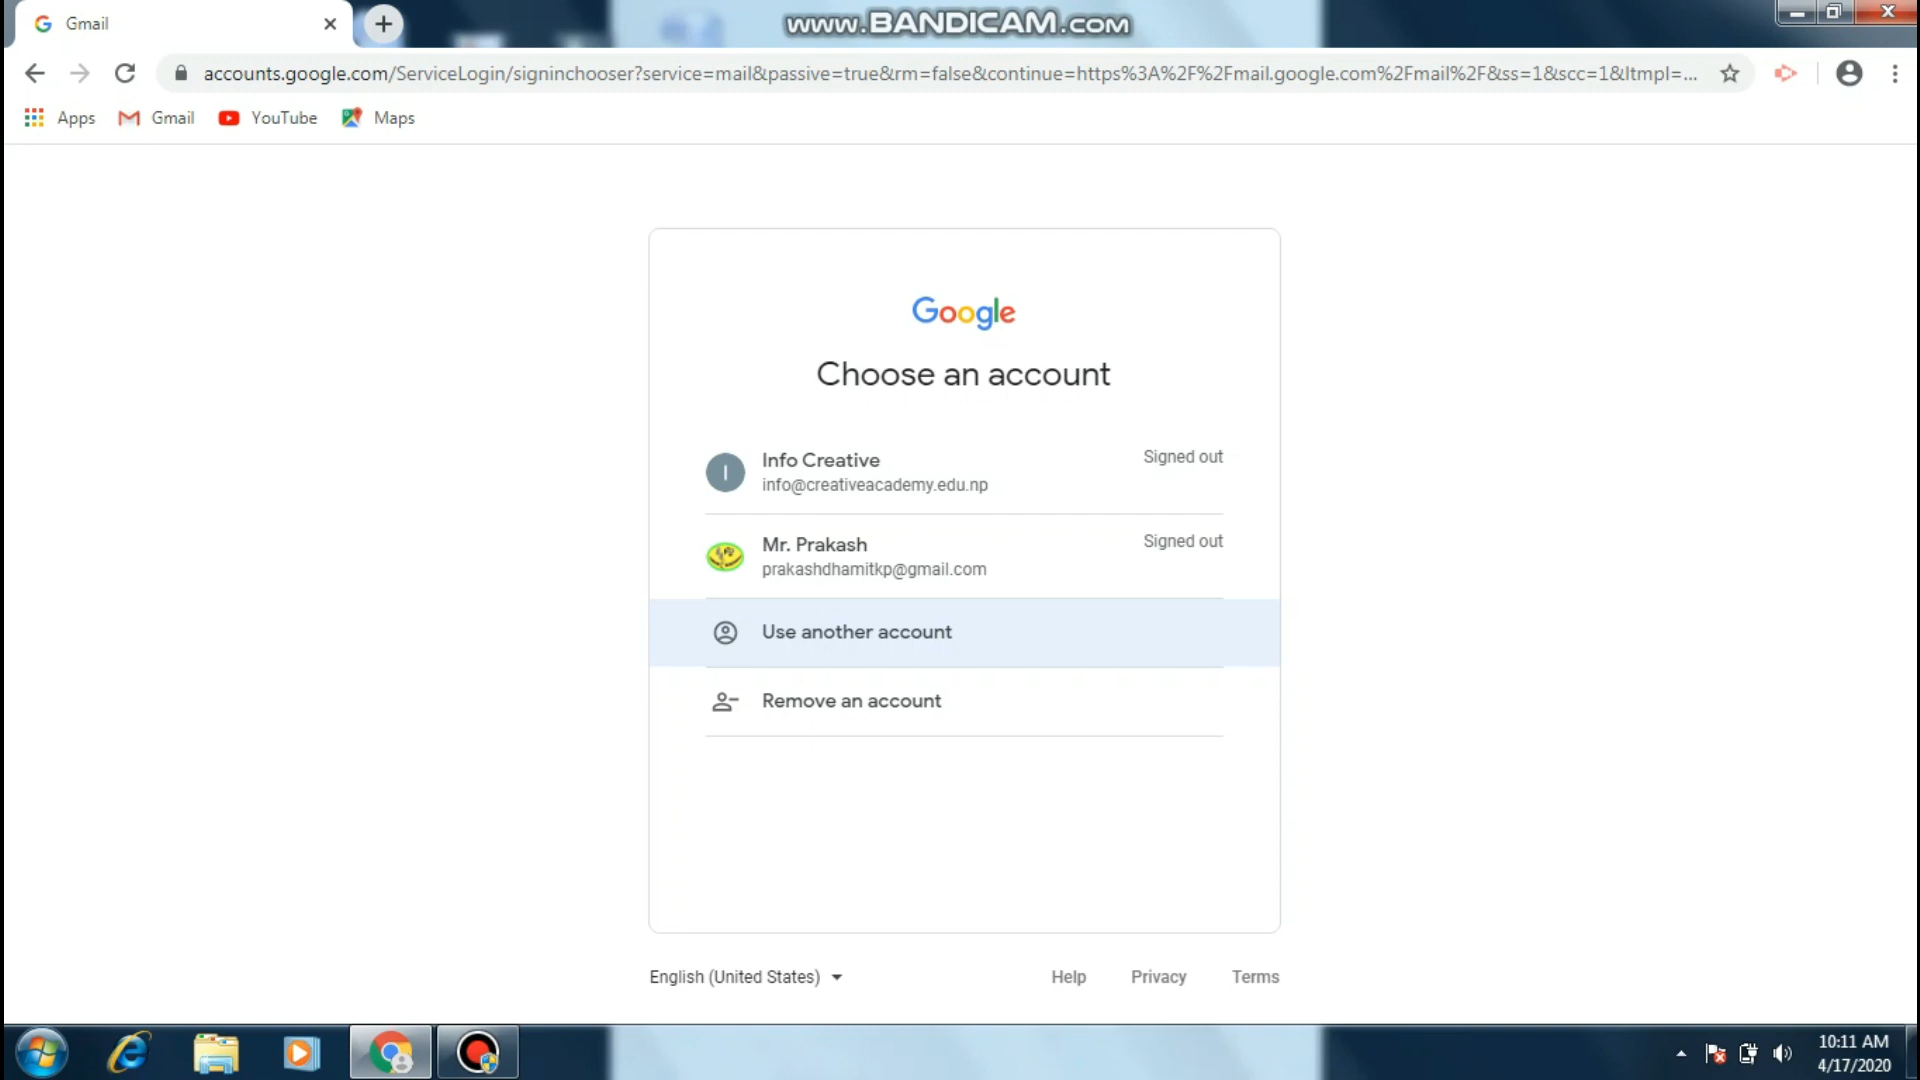 Gmail
www.BANDICAM.com
accounts.google.com/ServiceLogin/signinchooser?service=mail&passive=true&rm=false&continue=https%3A%2F%2Fmail.google.com%2Fmail%2F&ss=1&scc=1&ltmpl=...
Apps Gmail YouTube Maps
Google
Choose an account
I
Info Creative Signed out
info@creativeacademy.edu.np
Mr. Prakash Signed out
prakashdhamitkp@gmail.com
Use another account
Remove an account
English (United States) Help Privacy Terms
10:11 AM
4/17/2020